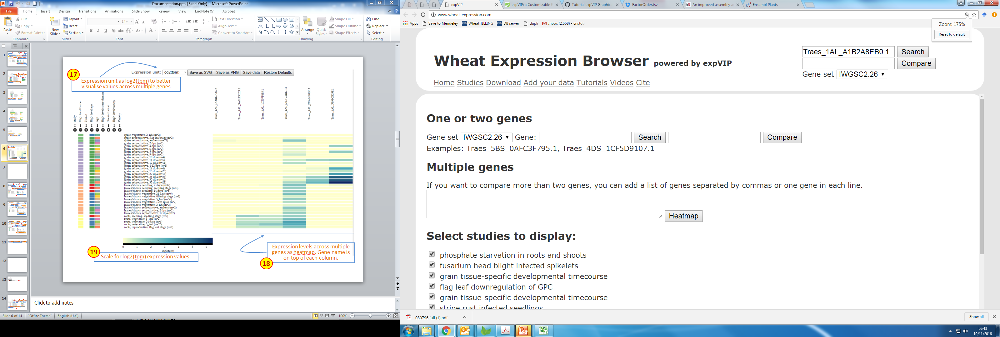 Documentation.pptx [Read-Only] - Microsoft PowerPoint
File Home Insert Design Transitions Animations Slide Show Review View EndNote X7 Acrobat
Paste
Cut
Copy
Format Painter
Clipboard
New
Slide
Layout
Reset
Section
Slides
14
B I U S abc AV Aa A
Font
Text Direction
Align Text
Convert to SmartArt
Paragraph
Arrange
Quick
Styles
Shape Fill
Shape Outline
Shape Effects
Drawing
Find
Replace
Select
Editing
1
2
3
4
5
6
7
8
9
10
11
12
13
14
17
Expression unit: log2(tpm) Save as SVG Save as PNG Save data Restore Defaults
Expression unit as log2(tpm) to better
visualise values across multiple genes
study
High level tissue
Tissue
High level age
Age
High level stress-disease
Stress-disease
High level variety
Variety
Traes_4AL_DD1B27086.2
Traes_4AL_9A01E952D.1
Traes_4AL_1C557F688.1
Traes_4AL_65DF744B71.3
Traes_4AL_BFAB568BF.1
Traes_4AL_F99FCB25F.1
spike, vegetative, 2_nds (n=2)
spike, reproductive, flag leaf stage (n=2)
spike, reproductive, anthesis (n=71)
grain, reproductive, 2 dpa (n=2)
grain, reproductive, 4 dpa (n=2)
grain, reproductive, 6 dpa (n=2)
grain, reproductive, 8 dpa (n=2)
grain, reproductive, 9 dpa (n=2)
grain, reproductive, 10 dpa (n=4)
grain, reproductive, 11 dpa (n=5)
grain, reproductive, 12 dpa (n=11)
grain, reproductive, 4-12 dpa (n=1)
grain, reproductive, 14 dpa (n=4)
grain, reproductive, 15 dpa (n=28)
grain, reproductive, 20 dpa (n=18)
grain, reproductive, 25 dpa (n=28)
grain, reproductive, 30 dpa (n=10)
grain, reproductive, 35 dpa (n=28)
leaves/shoots, seedling, 7 days (n=37)
leaves/shoots, seedling, seedling stage (n=3)
leaves/shoots, seedling, 14 days (n=8)
leaves/shoots, vegetative, 24 days (n=6)
leaves/shoots, vegetative, tillering stage (n=2)
leaves/shoots, vegetative, 5_leaf (n=56)
leaves/shoots, vegetative, 1 cm spike (n=2)
leaves/shoots, vegetative, 2_nds (n=2)
leaves/shoots, reproductive, anthesis (n=2)
leaves/shoots, reproductive, 2 dpa (n=2)
leaves/shoots, reproductive, 12 dpa (n=7)
roots, seedling, seedling stage (n=2)
roots, vegetative, 3_leaf (n=2)
roots, vegetative, 24 days (n=6)
roots, vegetative, 5_leaf (n=57)
roots, reproductive, flag leaf stage (n=2)
0 1 2 3 4 5 6
log2(tpm)
19
Scale for log2(tpm) expression values.
Expression levels across multiple
genes as heatmap. Gene name is
on top of each column.
18
Click to add notes
Slide 6 of 14 "Office Theme" English (U.K.) 100%
expVIP
expVIP: a Customizable
Tutorial expVIP Graphica
FactorOrder.tsv
An improved assembly a
Ensembl Plants
www.wheat-expression.com
Apps Save to Mendeley Wheat TILLING DB server dupli Inbox (2,668) - cristob
Zoom: 175%
Reset to default
Wheat Expression Browser powered by expVIP
Home Studies Download Add your data Tutorials Videos Cite
Traes_1AL_A1B2A8EB0.1 Search
Compare
Gene set IWGSC2.26
One or two genes
Gene set IWGSC2.26 Gene: Search Compare
Examples: Traes_5BS_0AFC3F795.1, Traes_4DS_1CF5D9107.1
Multiple genes
If you want to compare more than two genes, you can add a list of genes separated by commas or one gene in each line.
Heatmap
Select studies to display:
phosphate starvation in roots and shoots
fusarium head blight infected spikelets
grain tissue-specific developmental timecourse
flag leaf downregulation of GPC
grain tissue-specific developmental timecourse
stripe rust infected seedlings
080796.full (1).pdf
Show all
09:43
10/11/2016